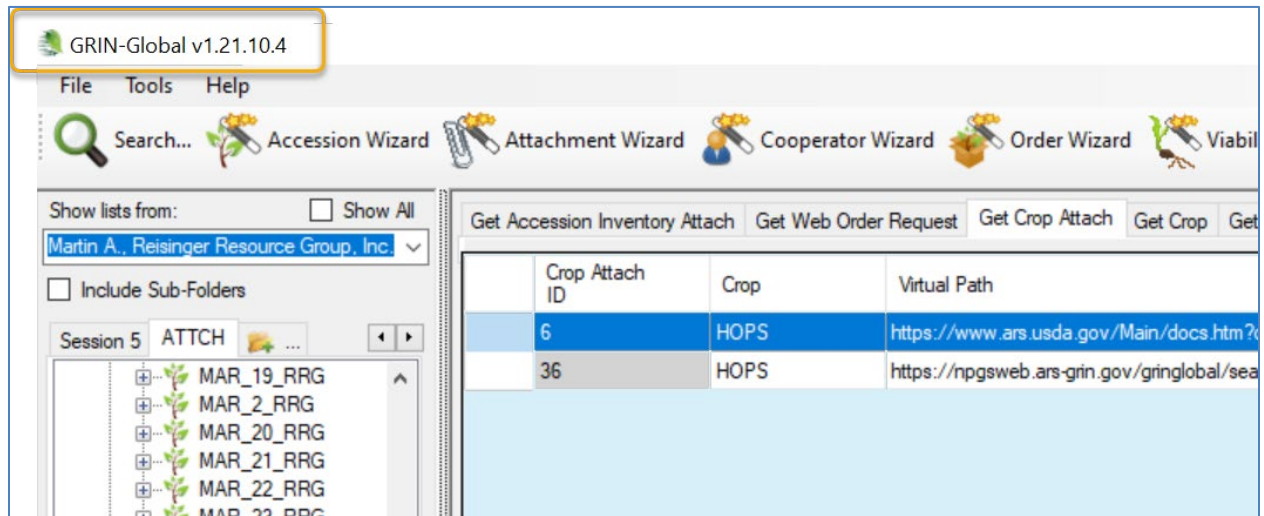 GRIN-Global v1.21.10.4
File Tools Help
Search... Accession Wizard Attachment Wizard Cooperator Wizard Order Wizard Viabil
Show lists from: Show All
Martin A., Reisinger Resource Group, Inc.
Include Sub-Folders
Session 5 ATTCH ...
MAR_19_RRG
MAR_2_RRG
MAR_20_RRG
MAR_21_RRG
MAR_22_RRG
MAR_23_RRG
Get Accession Inventory Attach Get Web Order Request Get Crop Attach Get Crop Get
Crop Attach ID Crop Virtual Path
6 HOPS https://www.ars.usda.gov/Main/docs.htm?
36 HOPS https://npgsweb.ars-grin.gov/gringlobal/sea